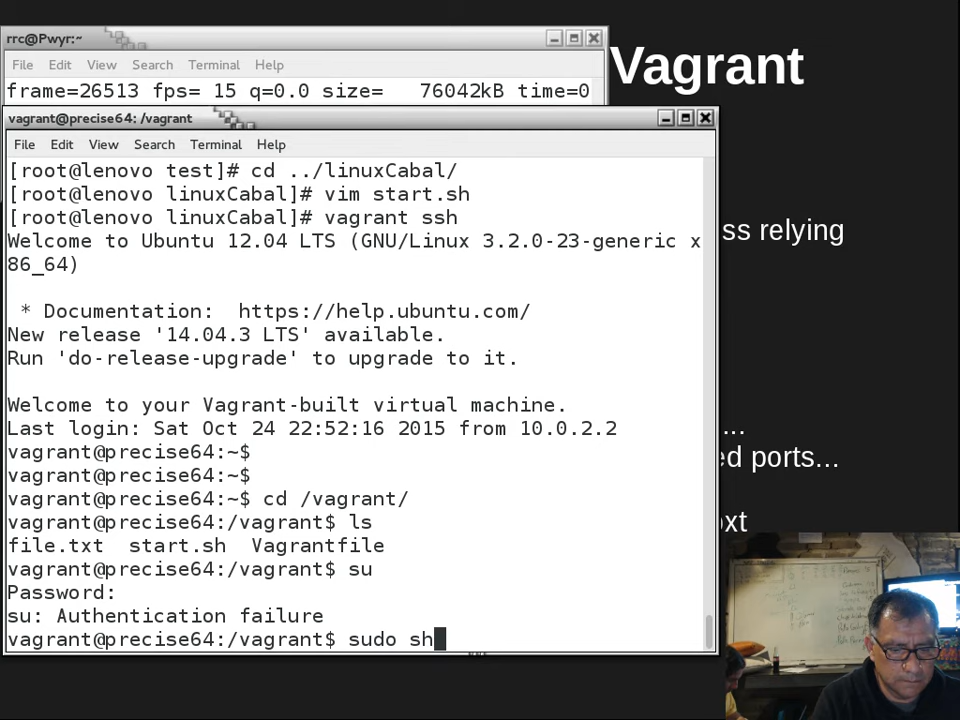 rrc@Pwyr:~
File Edit View Search Terminal Help
frame=26513 fps= 15 q=0.0 size=   76042kB time=0
Vagrant
vagrant@precise64: /vagrant
File Edit View Search Terminal Help
[root@lenovo test]# cd ../linuxCabal/
[root@lenovo linuxCabal]# vim start.sh
[root@lenovo linuxCabal]# vagrant ssh
Welcome to Ubuntu 12.04 LTS (GNU/Linux 3.2.0-23-generic x
86_64)
 * Documentation:  https://help.ubuntu.com/
New release '14.04.3 LTS' available.
Run 'do-release-upgrade' to upgrade to it.
Welcome to your Vagrant-built virtual machine.
Last login: Sat Oct 24 22:52:16 2015 from 10.0.2.2
vagrant@precise64:~$
vagrant@precise64:~$
vagrant@precise64:~$ cd /vagrant/
vagrant@precise64:/vagrant$ ls
file.txt  start.sh  Vagrantfile
vagrant@precise64:/vagrant$ su
Password:
su: Authentication failure
vagrant@precise64:/vagrant$ sudo sh
ss relying
...
ed ports...
oxt